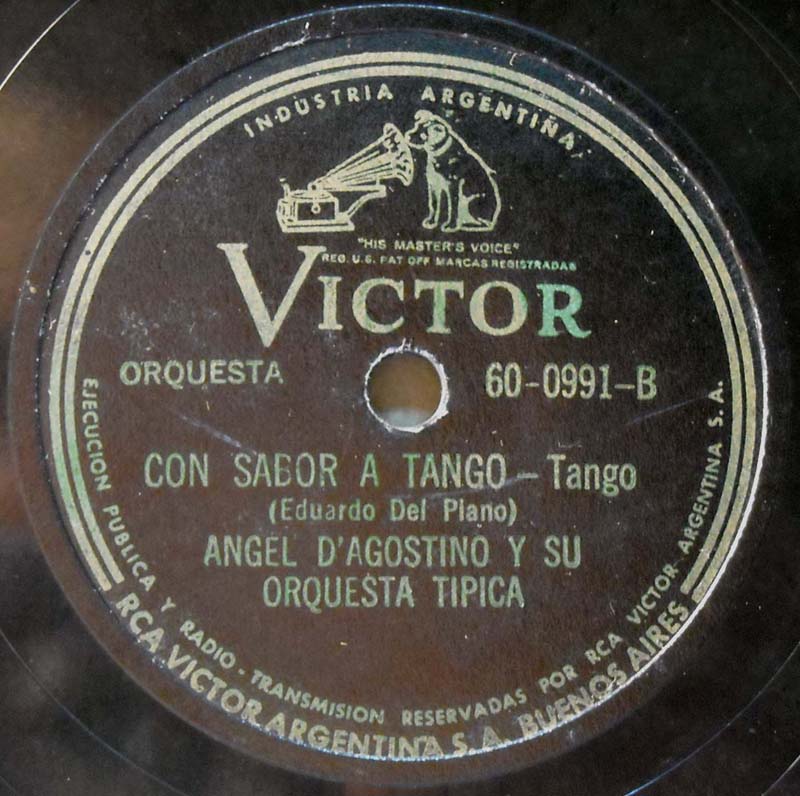 INDUSTRIA ARGENTINA
"HIS MASTER'S VOICE"
REG. U.S. PAT OFF MARCAS REGISTRADAS
VICTOR
ORQUESTA
60-0991-B
CON SABOR A TANGO - Tango
(Eduardo Del Piano)
ANGEL D'AGOSTINO Y SU
ORQUESTA TIPICA
EJECUCION PUBLICA Y RADIO-TRANSMISION RESERVADAS POR RCA VICTOR ARGENTINA S.A.
RCA VICTOR ARGENTINA S.A. BUENOS AIRES